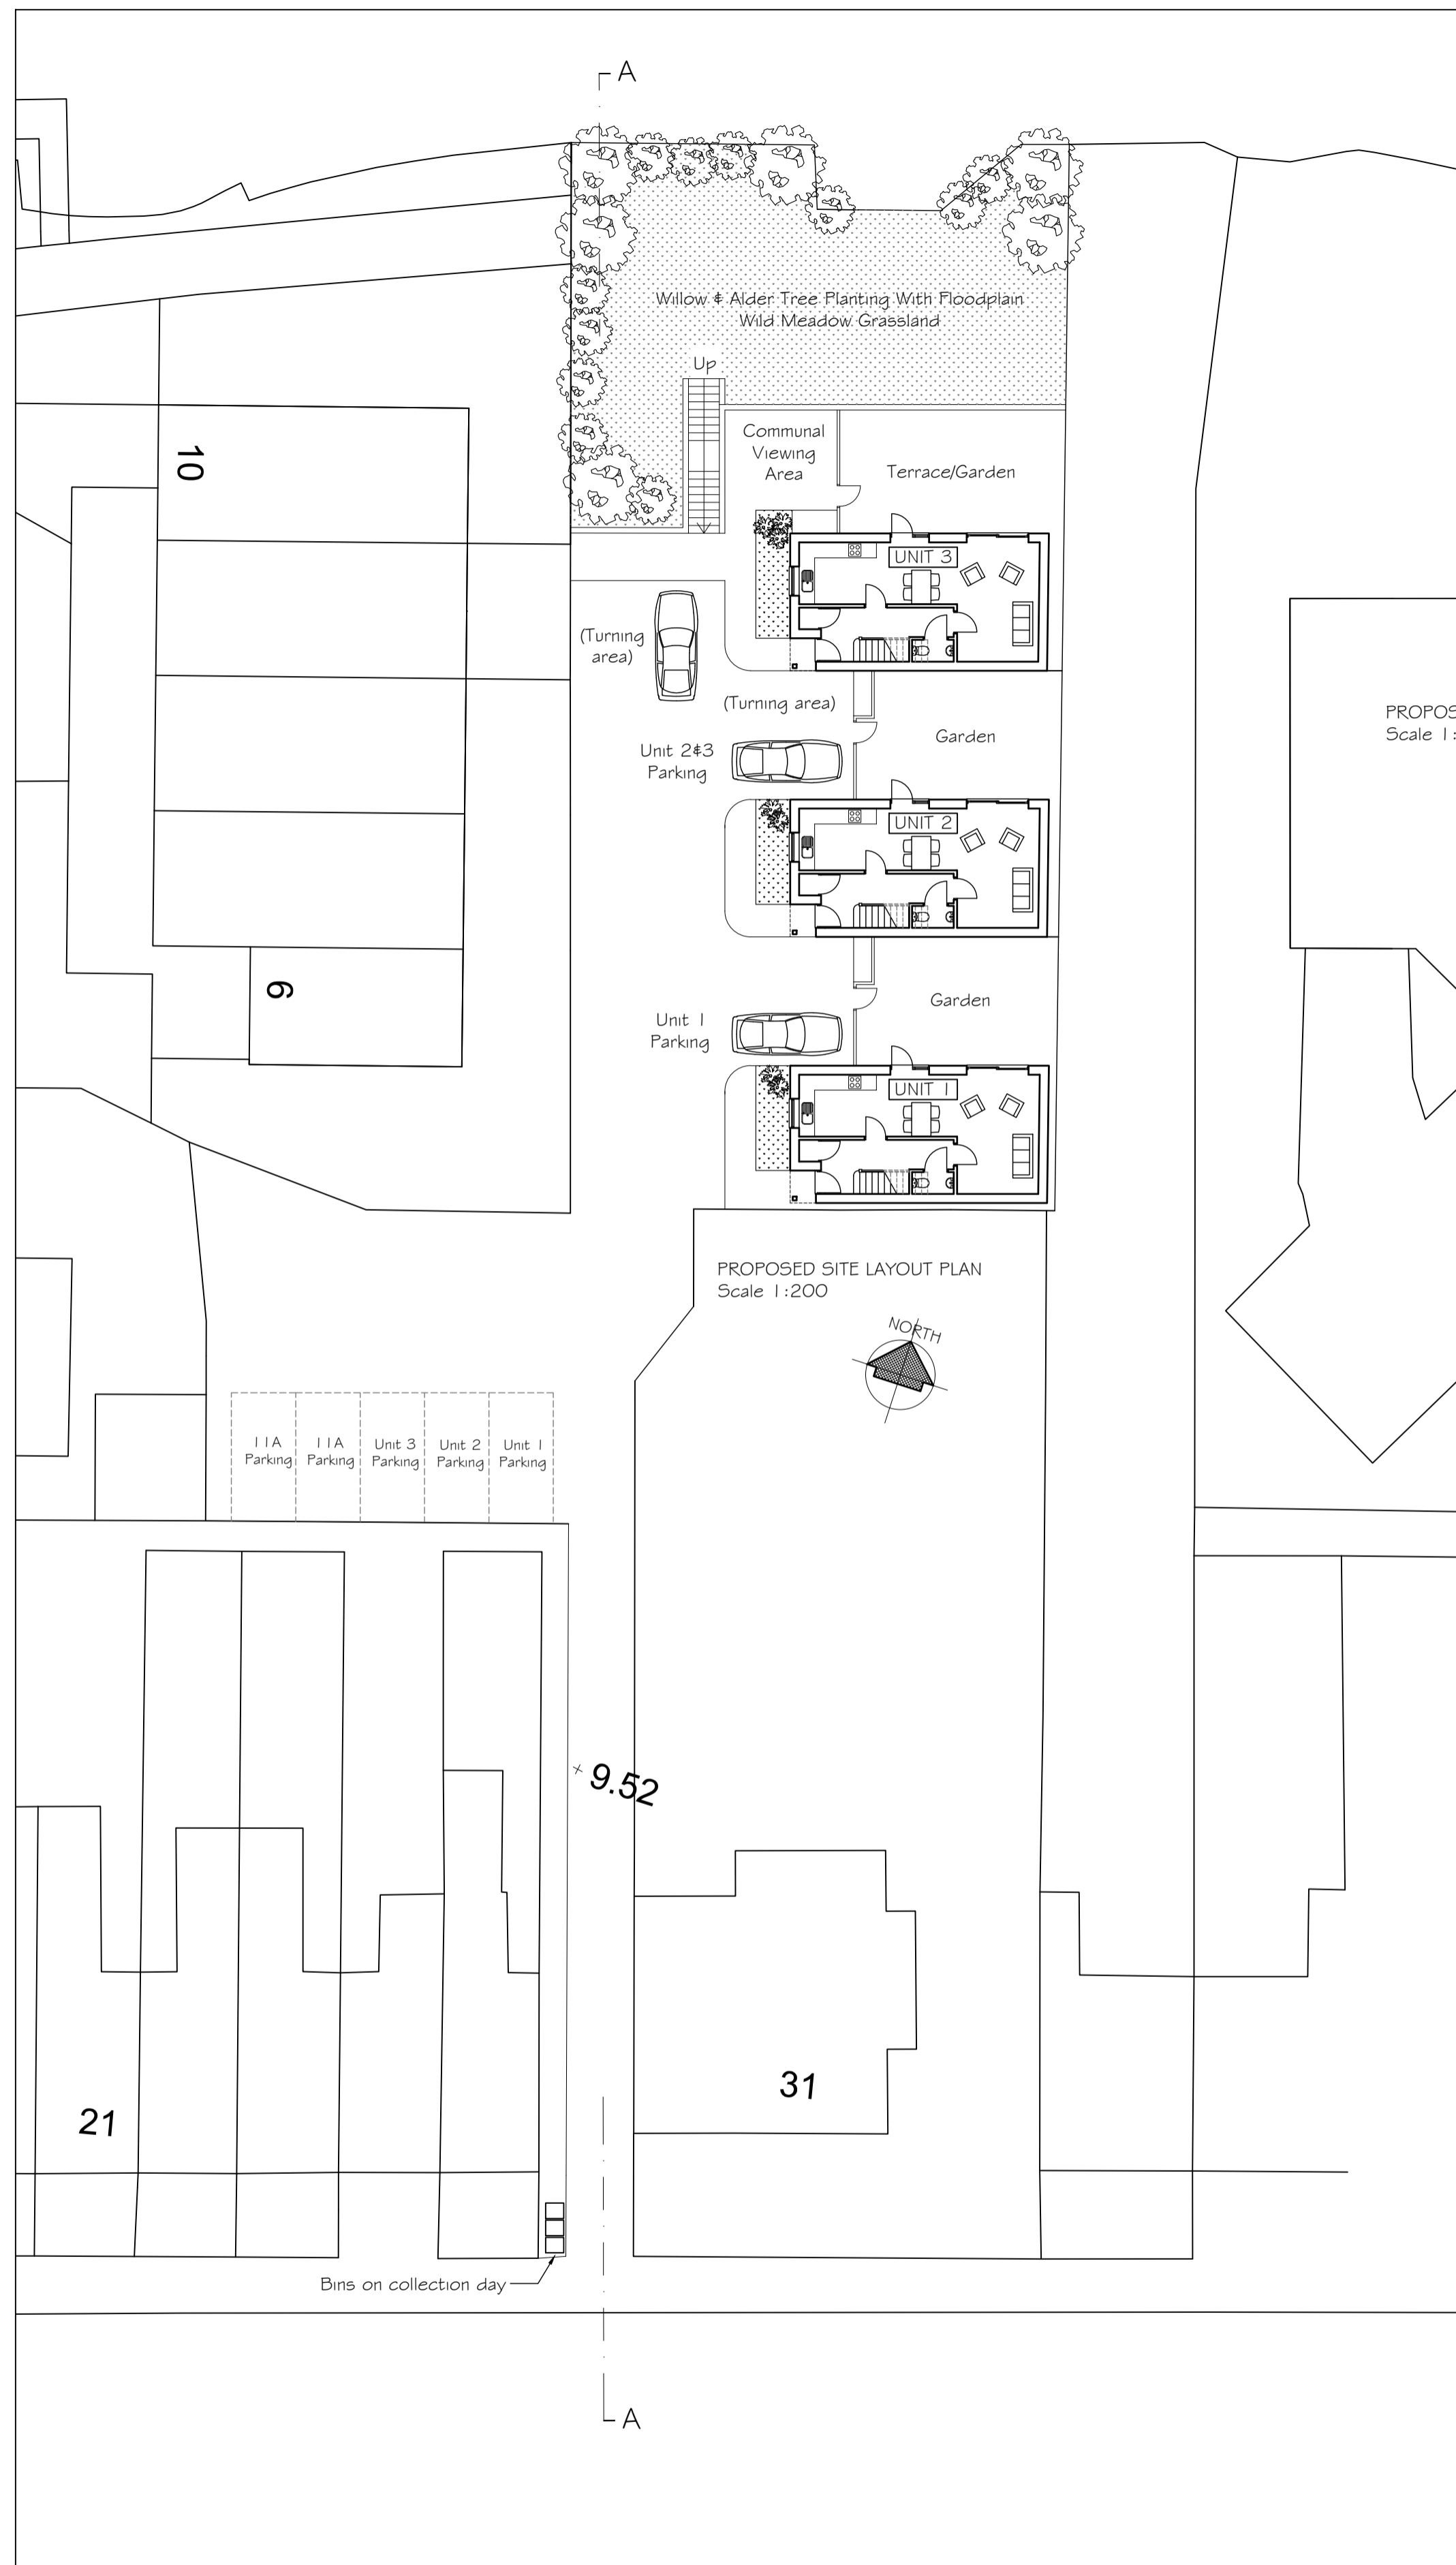 A
Willow & Alder Tree Planting With Floodplain
Wild Meadow Grassland
Up
Communal
Viewing
Area
Terrace/Garden
10
UNIT 3
(Turning
area)
(Turning area)
Garden
PROPOS
Scale 1:
Unit 2&3
Parking
UNIT 2
6
Garden
Unit 1
Parking
UNIT 1
PROPOSED SITE LAYOUT PLAN
Scale 1:200
NORTH
11A
Parking
11A
Parking
Unit 3
Parking
Unit 2
Parking
Unit 1
Parking
9.52
31
21
Bins on collection day
A